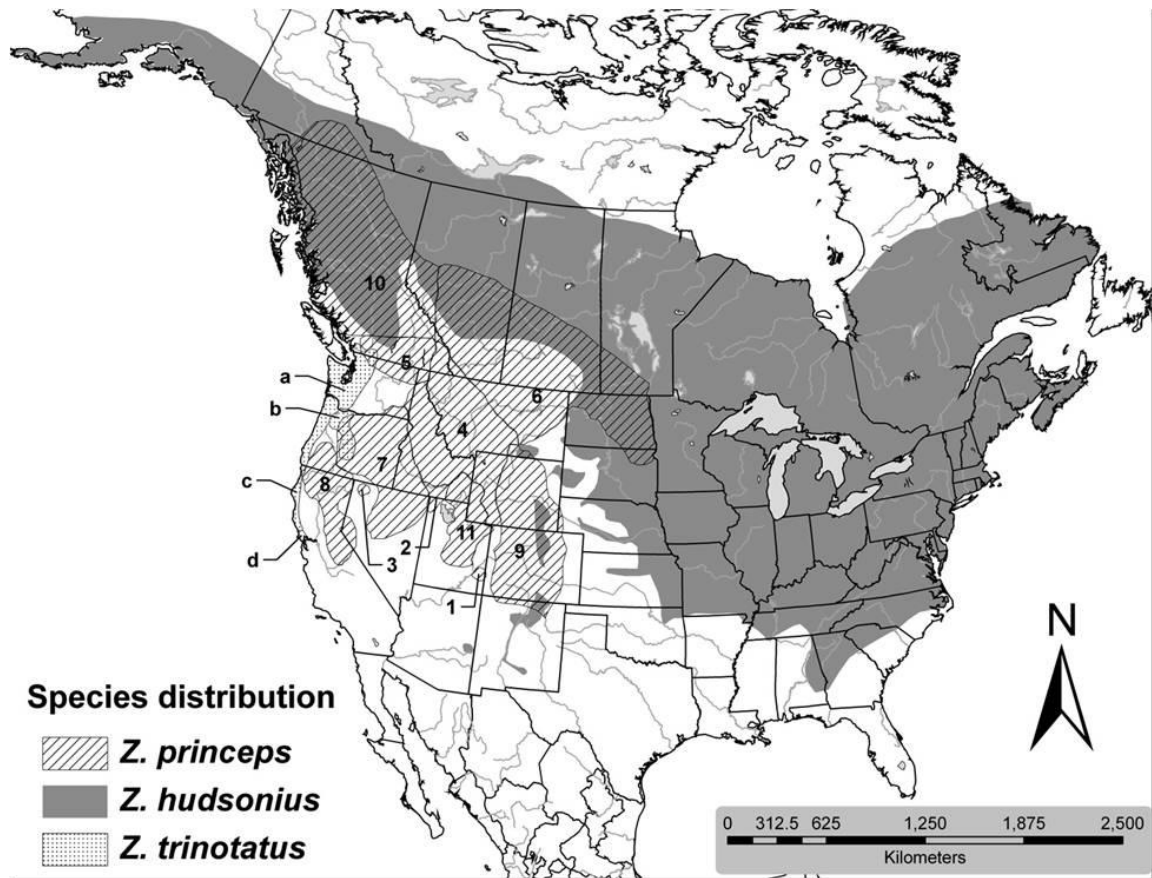 10
5
a
6
b
4
7
c
8
11
9
2
d
3
1
N
Species distribution
Z. princeps
Z. hudsonius
Z. trinotatus
0 312.5 625 1,250 1,875 2,500
Kilometers